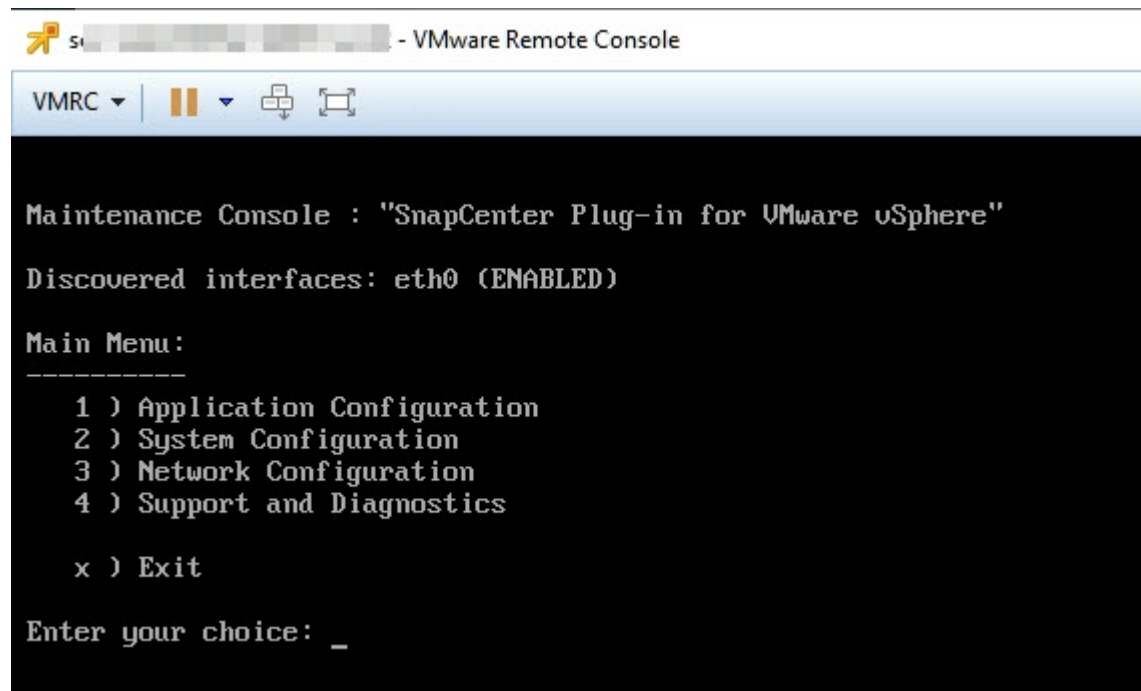 - VMware Remote Console
VMRC
Maintenance Console : "SnapCenter Plug-in for VMware vSphere"
Discovered interfaces: eth0 (ENABLED)
Main Menu:
----------
1 ) Application Configuration
2 ) System Configuration
3 ) Network Configuration
4 ) Support and Diagnostics
x ) Exit
Enter your choice: _